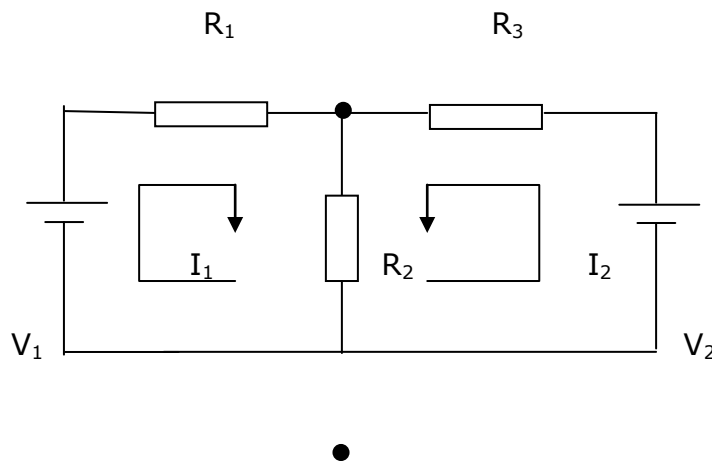 R₁ R₃
I₁ R₂ I₂
V₁ V₂